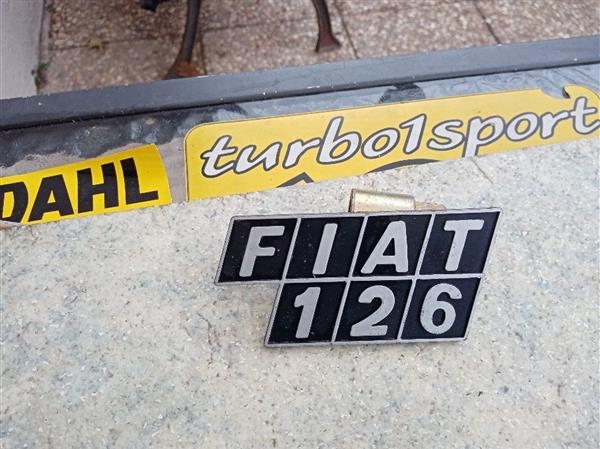 turbo1sport
DAHL
FIAT
126